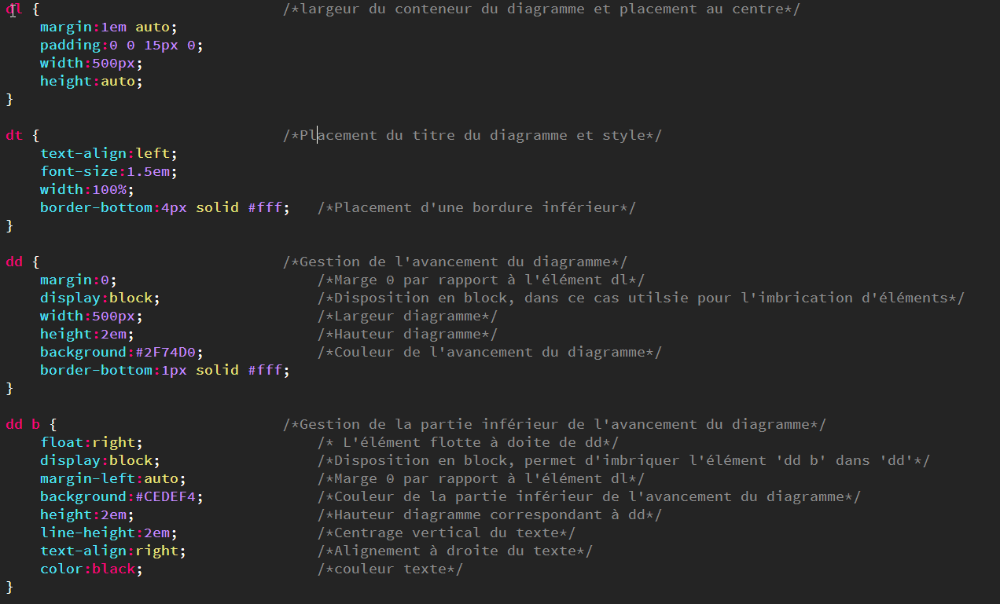 dl { /*largeur du conteneur du diagramme et placement au centre*/
margin:1em auto;
padding:0 0 15px 0;
width:500px;
height:auto;
}
dt { /*Placement du titre du diagramme et style*/
text-align:left;
font-size:1.5em;
width:100%;
border-bottom:4px solid #fff; /*Placement d'une bordure inférieur*/
}
dd { /*Gestion de l'avancement du diagramme*/
margin:0; /*Marge 0 par rapport à l'élément dl*/
display:block; /*Disposition en block, dans ce cas utilsie pour l'imbrication d'éléments*/
width:500px; /*Largeur diagramme*/
height:2em; /*Hauteur diagramme*/
background:#2F74D0; /*Couleur de l'avancement du diagramme*/
border-bottom:1px solid #fff;
}
dd b { /*Gestion de la partie inférieur de l'avancement du diagramme*/
float:right; /* L'élément flotte à doite de dd*/
display:block; /*Disposition en block, permet d'imbriquer l'élément 'dd b' dans 'dd'*/
margin-left:auto; /*Marge 0 par rapport à l'élément dl*/
background:#CEDEF4; /*Couleur de la partie inférieur de l'avancement du diagramme*/
height:2em; /*Hauteur diagramme correspondant à dd*/
line-height:2em; /*Centrage vertical du texte*/
text-align:right; /*Alignement à droite du texte*/
color:black; /*couleur texte*/
}